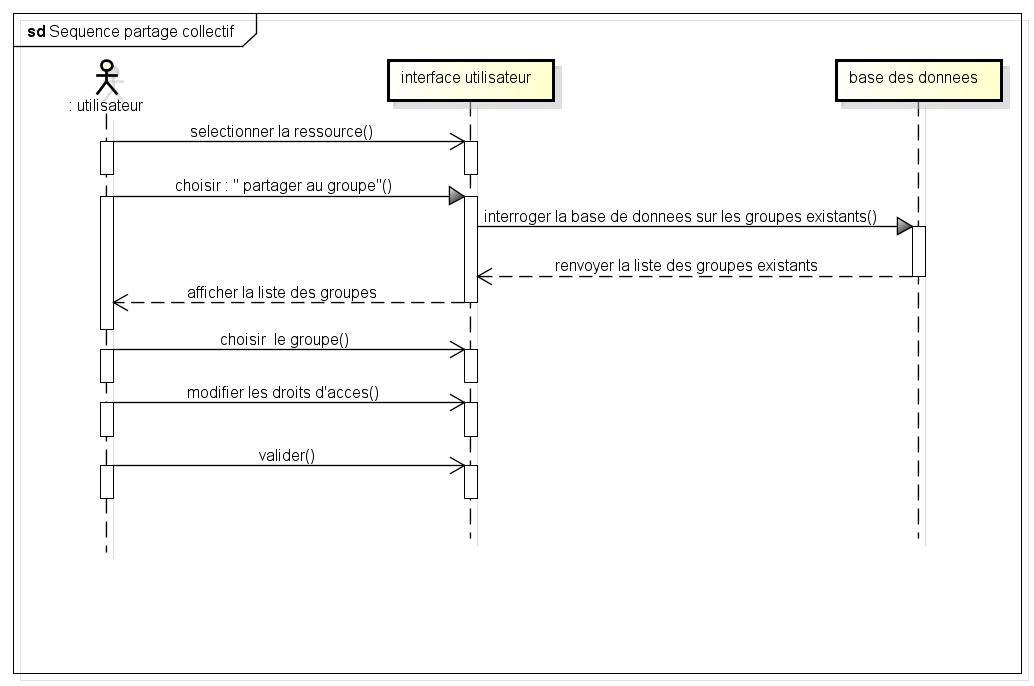 sd Sequence partage collectif
: utilisateur
interface utilisateur
base des donnees
selectionner la ressource()
choisir : " partager au groupe"()
interroger la base de donnees sur les groupes existants()
renvoyer la liste des groupes existants
afficher la liste des groupes
choisir le groupe()
modifier les droits d'acces()
valider()